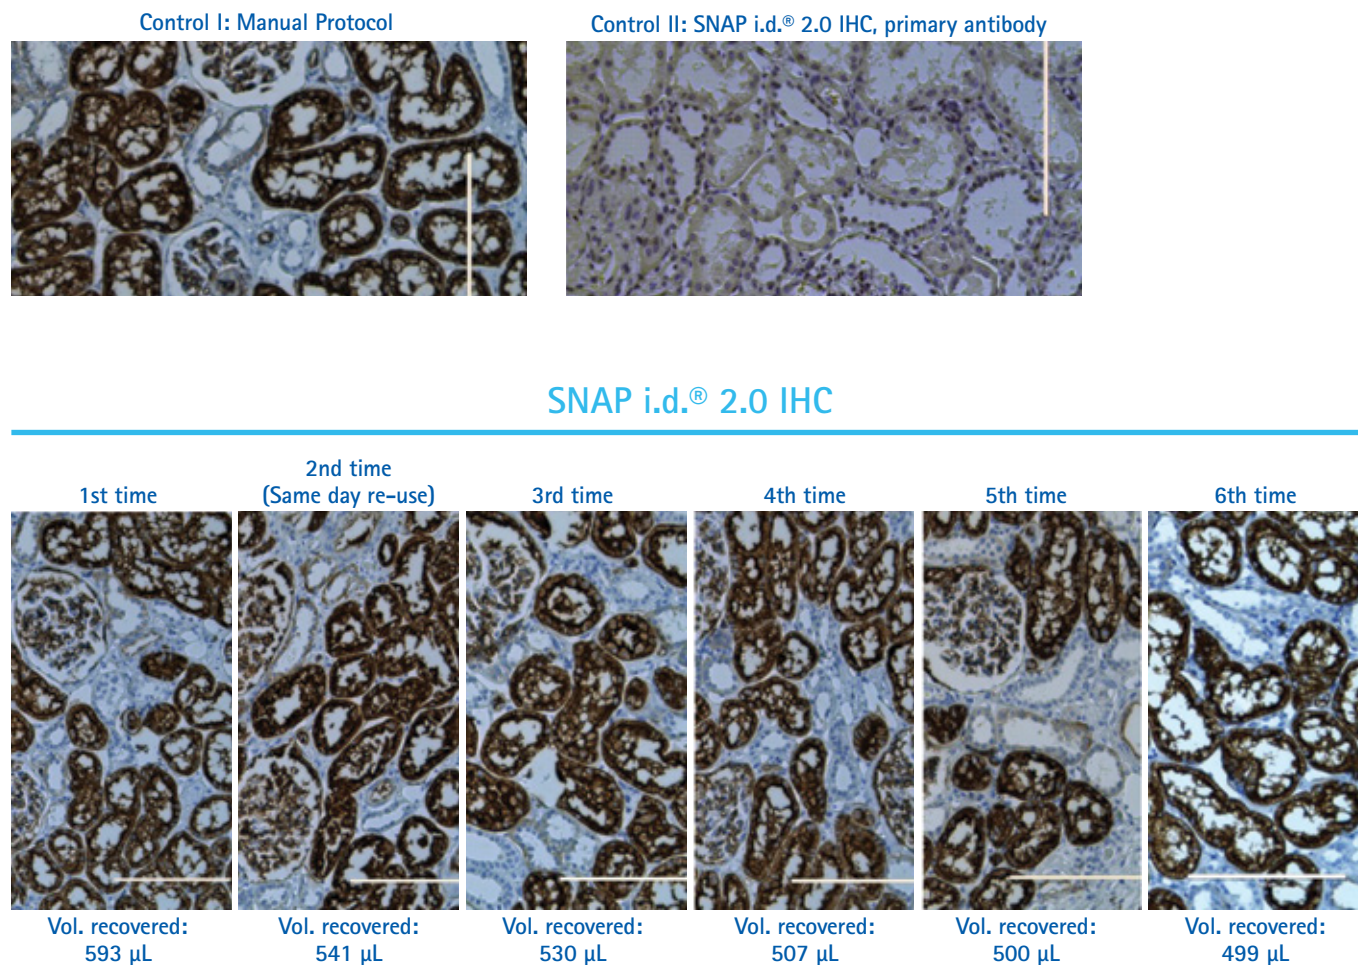 Control I: Manual Protocol
Control II: SNAP i.d.® 2.0 IHC, primary antibody
SNAP i.d.® 2.0 IHC
1st time
2nd time
(Same day re-use)
3rd time
4th time
5th time
6th time
Vol. recovered:
593 µL
Vol. recovered:
541 µL
Vol. recovered:
530 µL
Vol. recovered:
507 µL
Vol. recovered:
500 µL
Vol. recovered:
499 µL